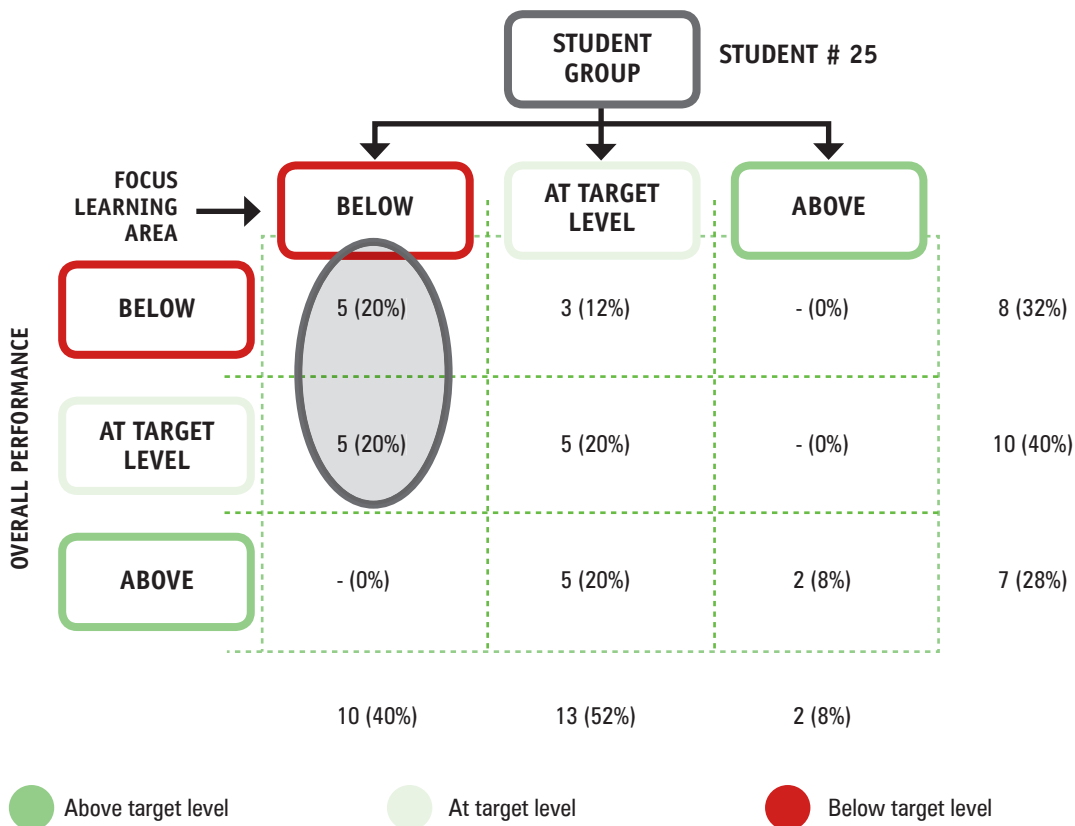 STUDENT
GROUP
STUDENT # 25
FOCUS
LEARNING
AREA
BELOW
AT TARGET
LEVEL
ABOVE
OVERALL PERFORMANCE
BELOW
5 (20%)
3 (12%)
- (0%)
8 (32%)
AT TARGET
LEVEL
5 (20%)
5 (20%)
- (0%)
10 (40%)
ABOVE
- (0%)
5 (20%)
2 (8%)
7 (28%)
10 (40%)
13 (52%)
2 (8%)
Above target level
At target level
Below target level